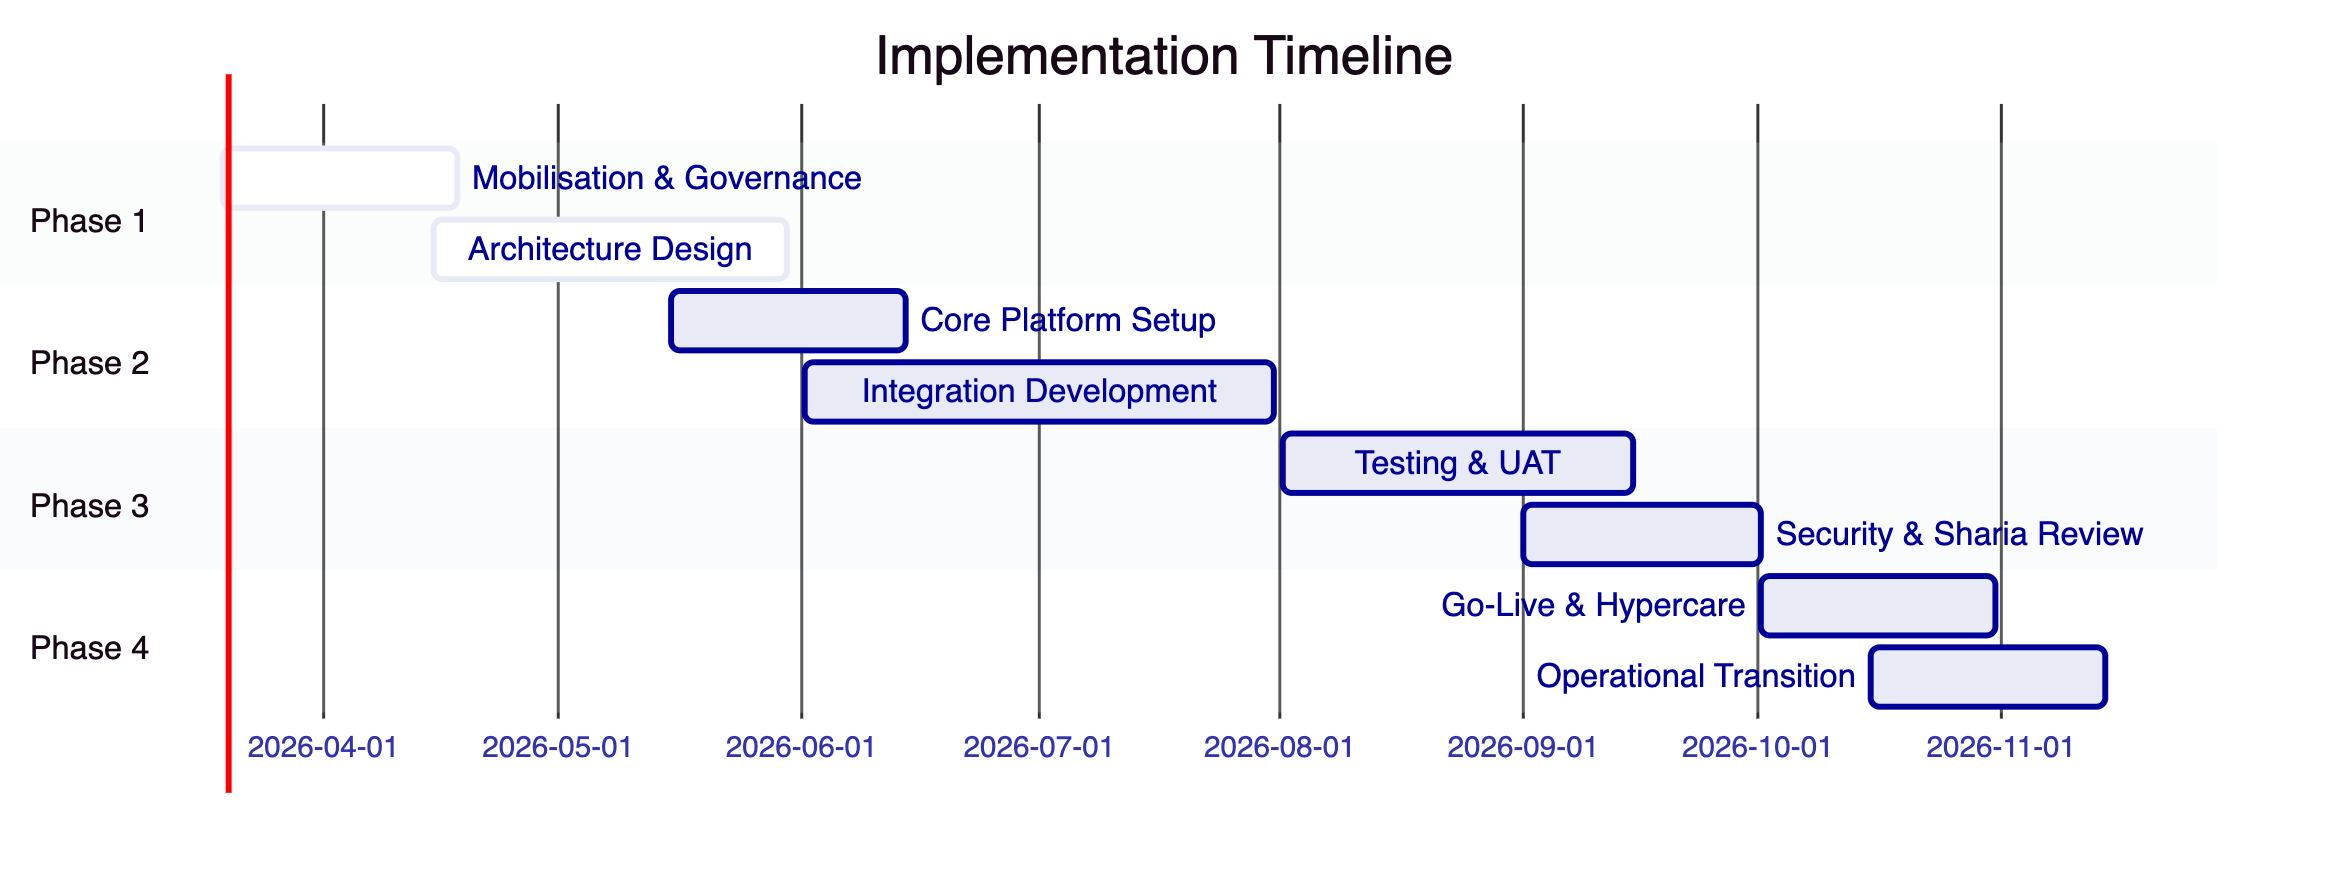 Implementation Timeline
Phase 1
Mobilisation & Governance
Architecture Design
Phase 2
Core Platform Setup
Integration Development
Phase 3
Testing & UAT
Security & Sharia Review
Phase 4
Go-Live & Hypercare
Operational Transition
2026-04-01 2026-05-01 2026-06-01 2026-07-01 2026-08-01 2026-09-01 2026-10-01 2026-11-01